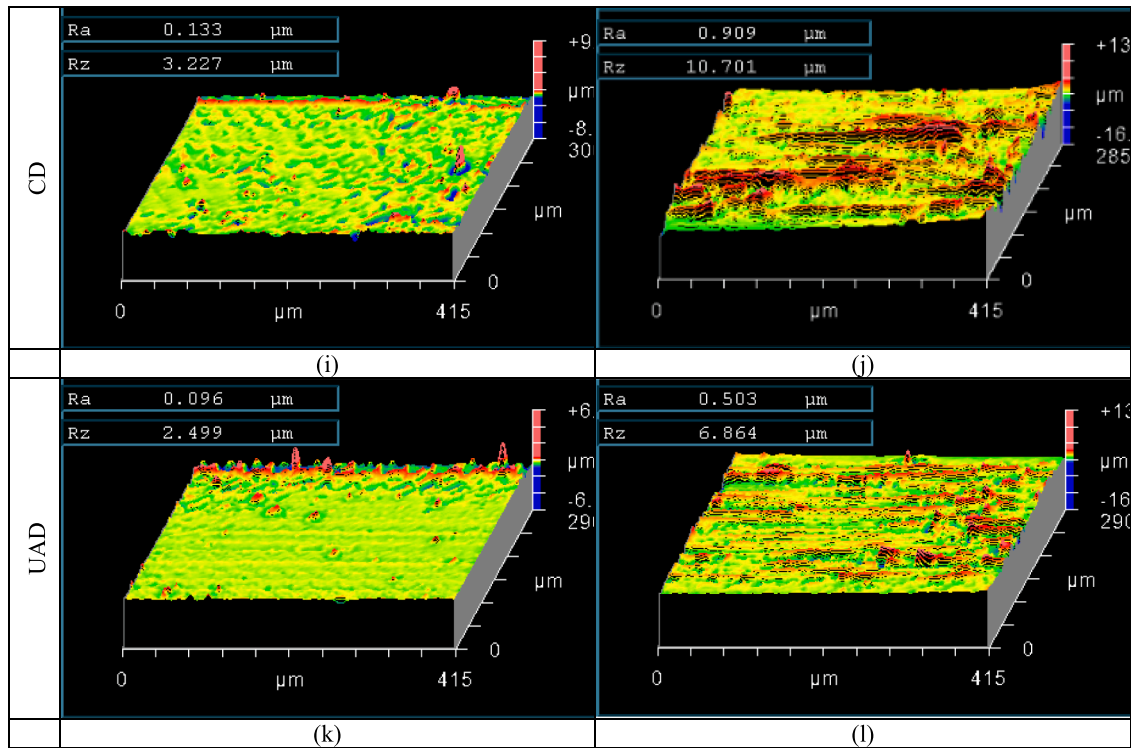 CD
Ra 0.133 µm
Rz 3.227 µm
+9
µm
-8.
30
µm
0
0 µm 415
Ra 0.909 µm
Rz 10.701 µm
+13
µm
-16.
285
µm
0
0 µm 415
(i) (j)
UAD
Ra 0.096 µm
Rz 2.499 µm
+6.
µm
-6.
290
µm
0
0 µm 415
Ra 0.503 µm
Rz 6.864 µm
+13
µm
-16
290
µm
0
0 µm 415
(k) (l)